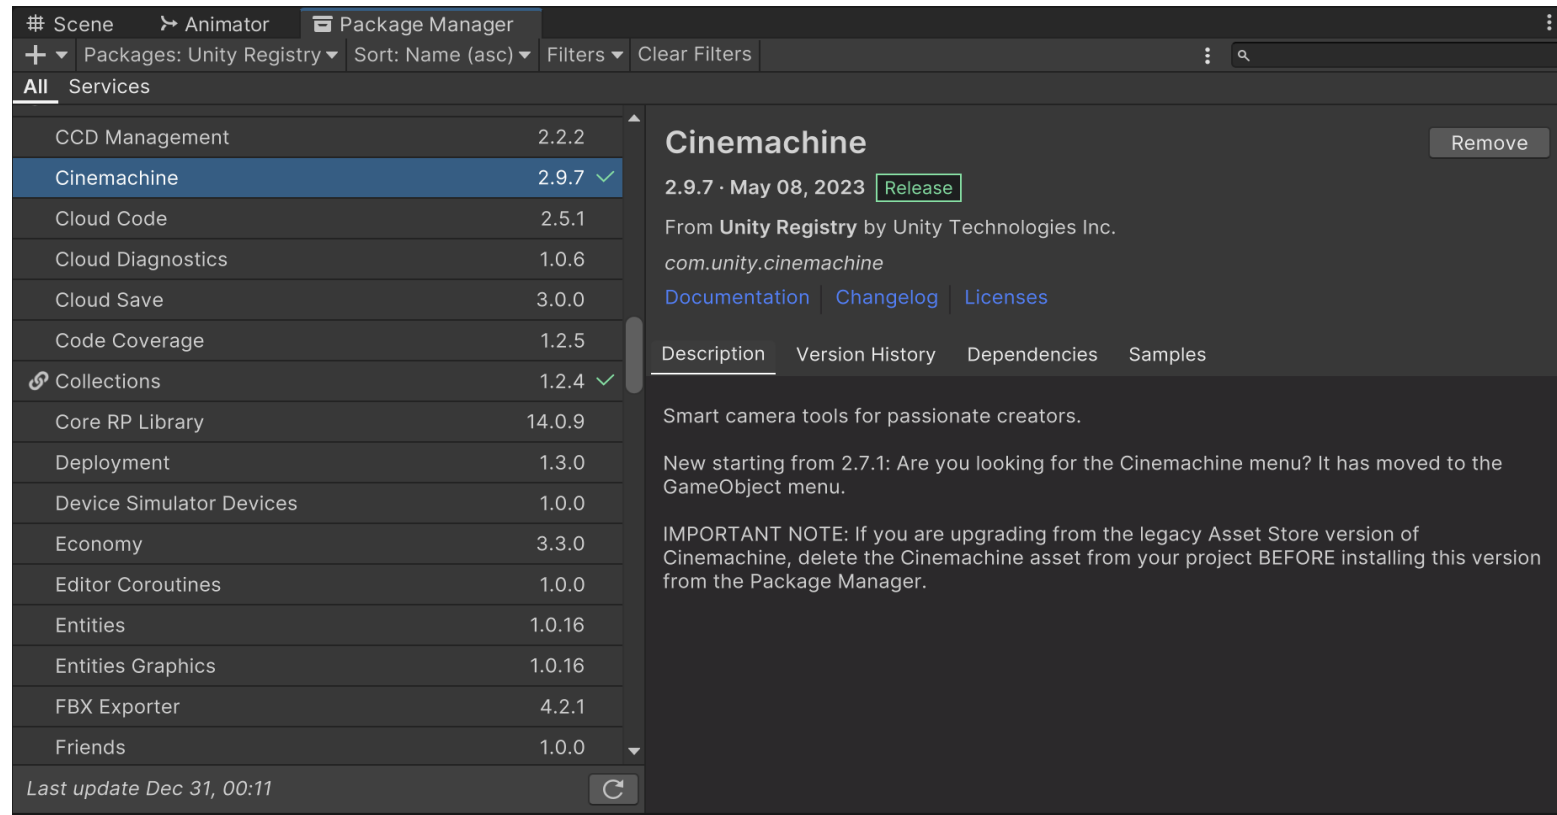 Scene Animator Package Manager
Packages: Unity Registry Sort: Name (asc) Filters Clear Filters
All Services
CCD Management 2.2.2
Cinemachine 2.9.7
Cloud Code 2.5.1
Cloud Diagnostics 1.0.6
Cloud Save 3.0.0
Code Coverage 1.2.5
Collections 1.2.4
Core RP Library 14.0.9
Deployment 1.3.0
Device Simulator Devices 1.0.0
Economy 3.3.0
Editor Coroutines 1.0.0
Entities 1.0.16
Entities Graphics 1.0.16
FBX Exporter 4.2.1
Friends 1.0.0
Last update Dec 31, 00:11
Cinemachine Remove
2.9.7 · May 08, 2023 Release
From Unity Registry by Unity Technologies Inc.
com.unity.cinemachine
Documentation Changelog Licenses
Description Version History Dependencies Samples
Smart camera tools for passionate creators.
New starting from 2.7.1: Are you looking for the Cinemachine menu? It has moved to the
GameObject menu.
IMPORTANT NOTE: If you are upgrading from the legacy Asset Store version of
Cinemachine, delete the Cinemachine asset from your project BEFORE installing this version
from the Package Manager.